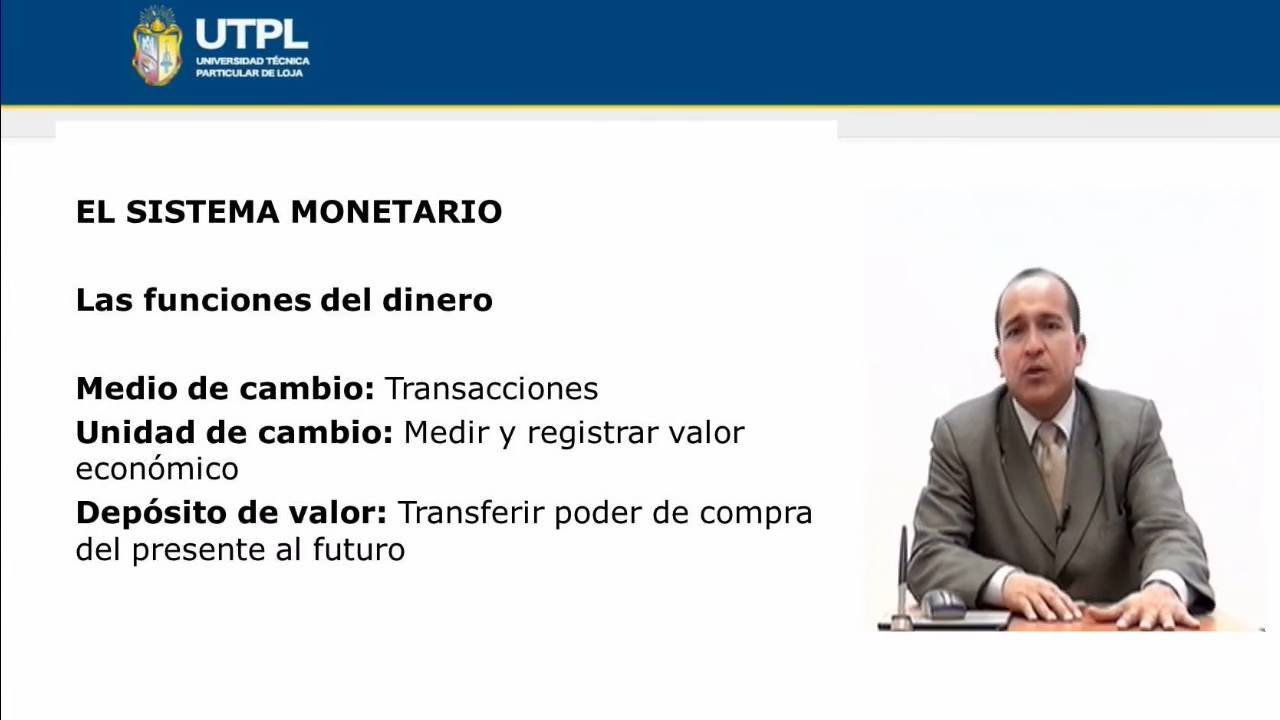 UTPL
UNIVERSIDAD TÉCNICA
PARTICULAR DE LOJA
EL SISTEMA MONETARIO
Las funciones del dinero
Medio de cambio: Transacciones
Unidad de cambio: Medir y registrar valor
económico
Depósito de valor: Transferir poder de compra
del presente al futuro